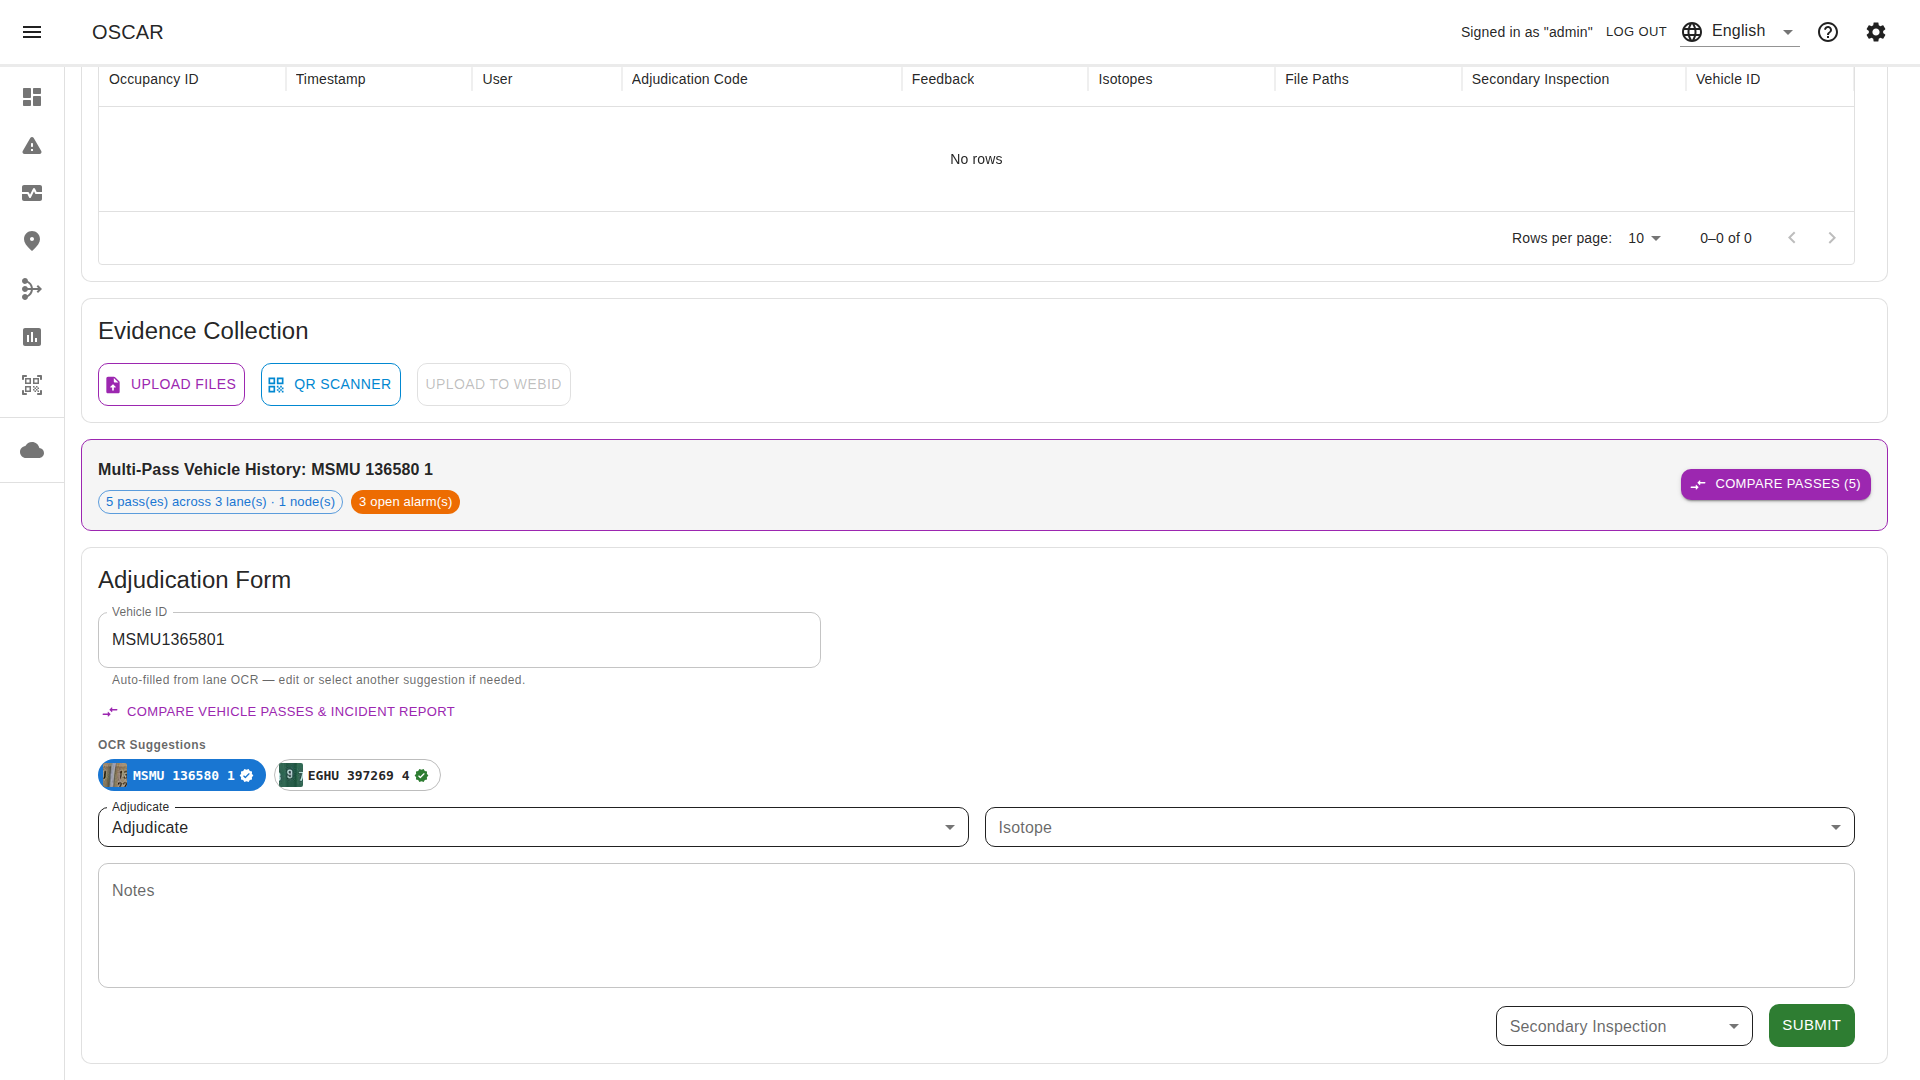 OSCAR
Signed in as "admin"
LOG OUT
English
Occupancy ID
Timestamp
User
Adjudication Code
Feedback
Isotopes
File Paths
Secondary Inspection
Vehicle ID
No rows
Rows per page:
10
0–0 of 0
Evidence Collection
UPLOAD FILES
QR SCANNER
UPLOAD TO WEBID
Multi-Pass Vehicle History: MSMU 136580 1
5 pass(es) across 3 lane(s) · 1 node(s)
3 open alarm(s)
COMPARE PASSES (5)
Adjudication Form
Vehicle ID
MSMU1365801
Auto-filled from lane OCR — edit or select another suggestion if needed.
COMPARE VEHICLE PASSES & INCIDENT REPORT
OCR Suggestions
MSMU 136580 1
EGHU 397269 4
Adjudicate
Adjudicate
Isotope
Notes
Secondary Inspection
SUBMIT